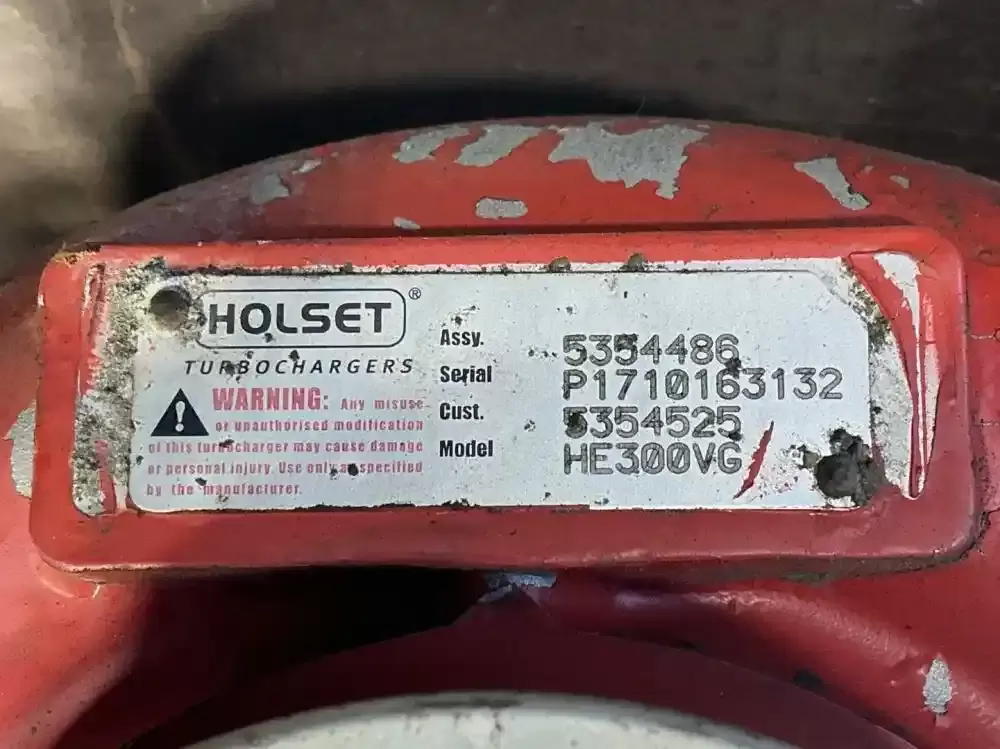 HOLSET®
TURBOCHARGERS
WARNING: Any misuse
or unauthorised modification
of this turbocharger may cause damage
or personal injury. Use only as specified
by the manufacturer.
Assy. 5354486
Serial P1710163132
Cust. 5354525
Model HE300VG